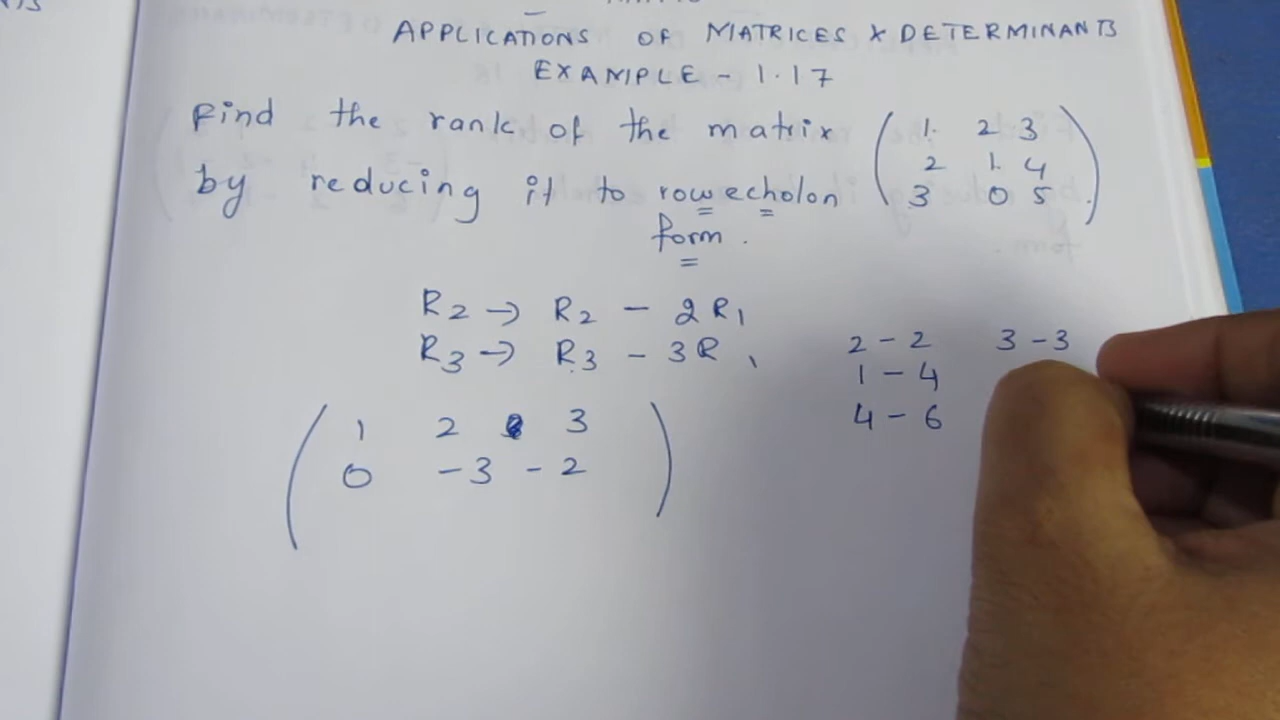 APPLICATIONS OF MATRICES & DETERMINANTS
EXAMPLE - 1.17
Find the rank of the matrix
by reducing it to rowecholon
form.
( 1 2 3
2 1 4
3 0 5 )
R2 → R2 - 2R1
R3 → R3 - 3R1
2 - 2 3 - 3
1 - 4
4 - 6
( 1 2 3
0 -3 -2 )